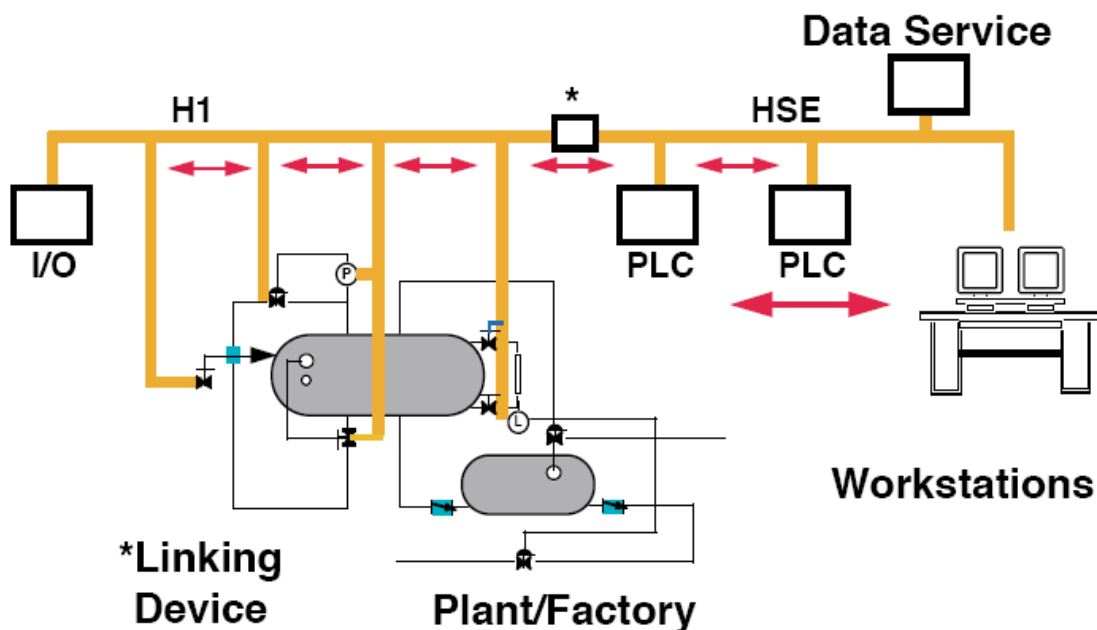 Data Service
H1
*
HSE
I/O
PLC
PLC
P
L
Workstations
*Linking
Device
Plant/Factory